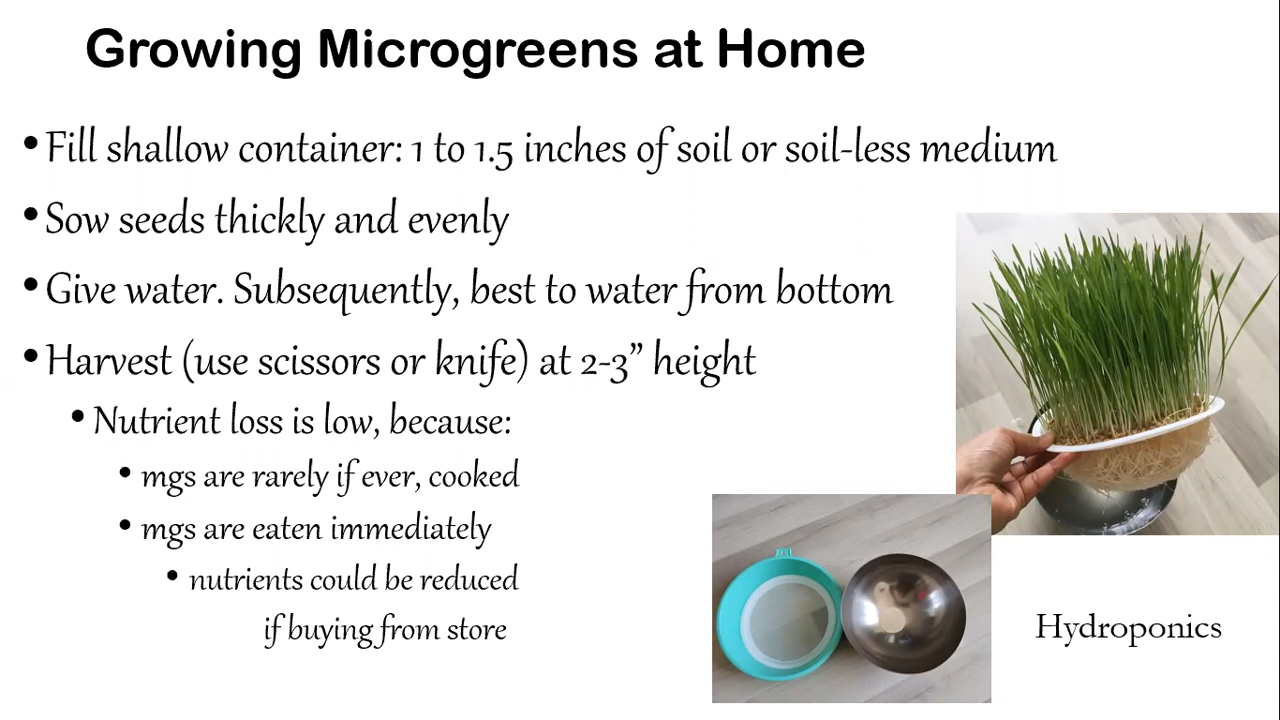 Growing Microgreens at Home
• Fill shallow container: 1 to 1.5 inches of soil or soil-less medium
• Sow seeds thickly and evenly
• Give water. Subsequently, best to water from bottom
• Harvest (use scissors or knife) at 2-3” height
• Nutrient loss is low, because:
• mgs are rarely if ever, cooked
• mgs are eaten immediately
• nutrients could be reduced
if buying from store
Hydroponics